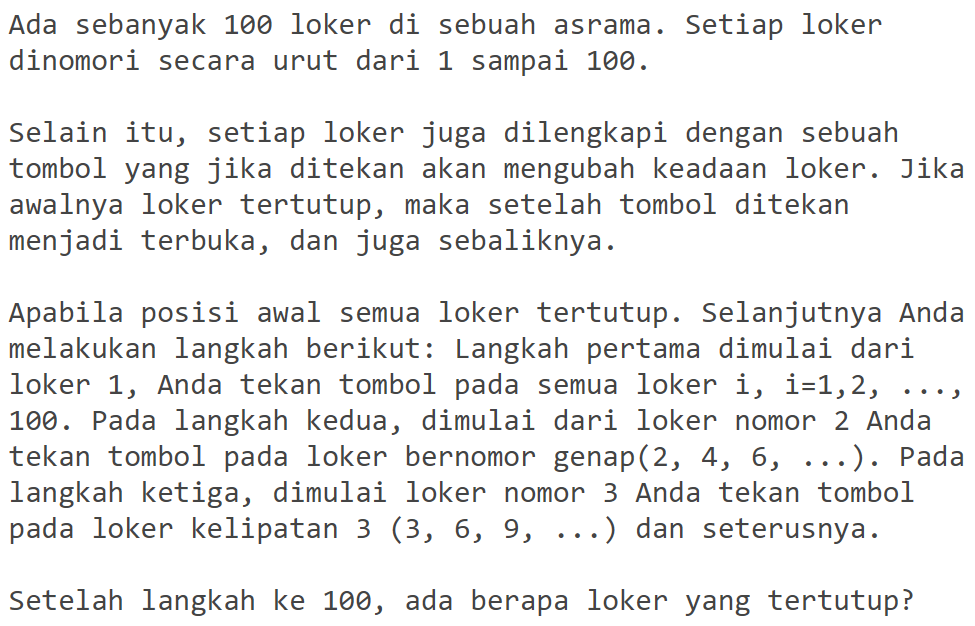 Ada sebanyak 100 loker di sebuah asrama. Setiap loker
dinomori secara urut dari 1 sampai 100.
Selain itu, setiap loker juga dilengkapi dengan sebuah
tombol yang jika ditekan akan mengubah keadaan loker. Jika
awalnya loker tertutup, maka setelah tombol ditekan
menjadi terbuka, dan juga sebaliknya.
Apabila posisi awal semua loker tertutup. Selanjutnya Anda
melakukan langkah berikut: Langkah pertama dimulai dari
loker 1, Anda tekan tombol pada semua loker i, i=1,2, ...,
100. Pada langkah kedua, dimulai dari loker nomor 2 Anda
tekan tombol pada loker bernomor genap(2, 4, 6, ...). Pada
langkah ketiga, dimulai loker nomor 3 Anda tekan tombol
pada loker kelipatan 3 (3, 6, 9, ...) dan seterusnya.
Setelah langkah ke 100, ada berapa loker yang tertutup?